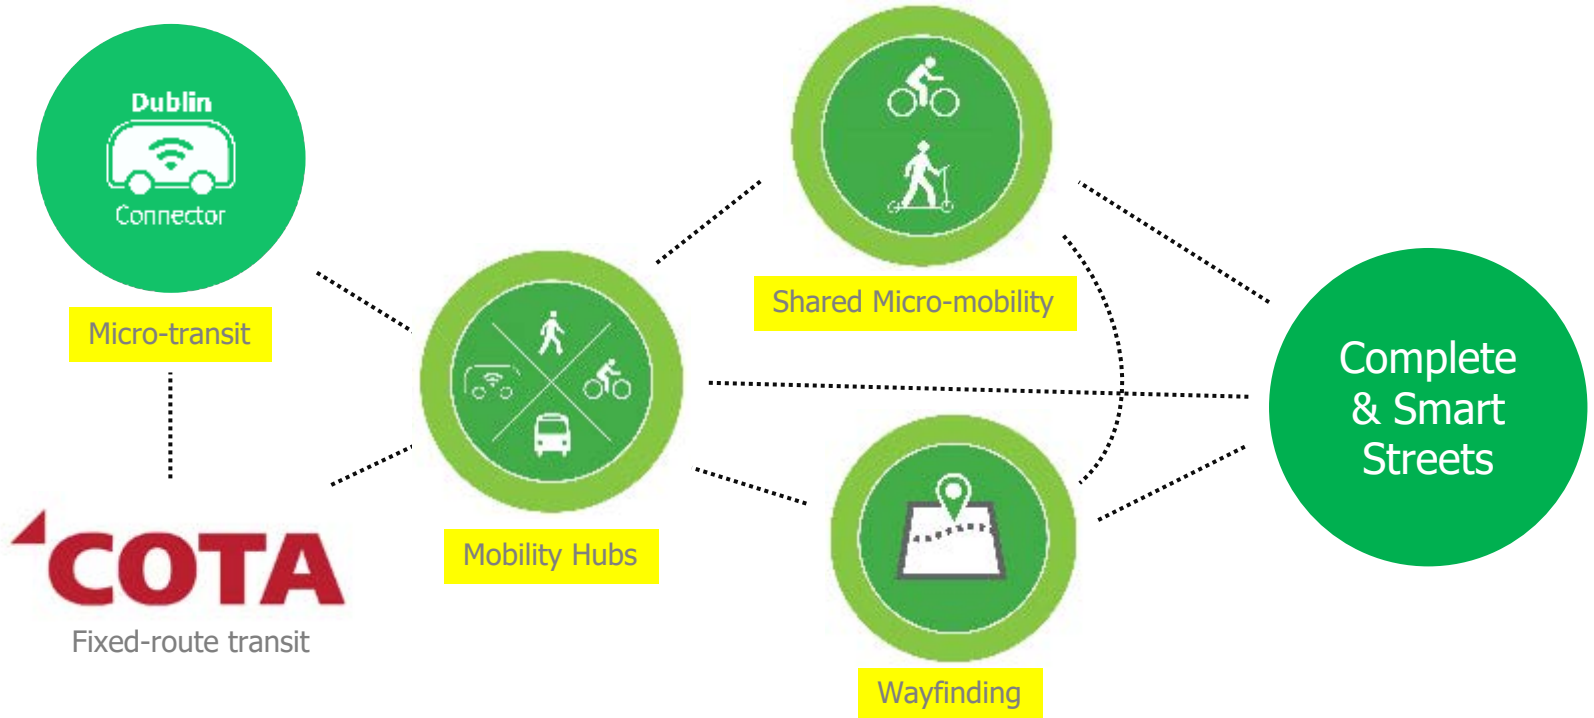 Dublin
Connector
Micro-transit
COTA
Fixed-route transit
Mobility Hubs
Shared Micro-mobility
Wayfinding
Complete
& Smart
Streets